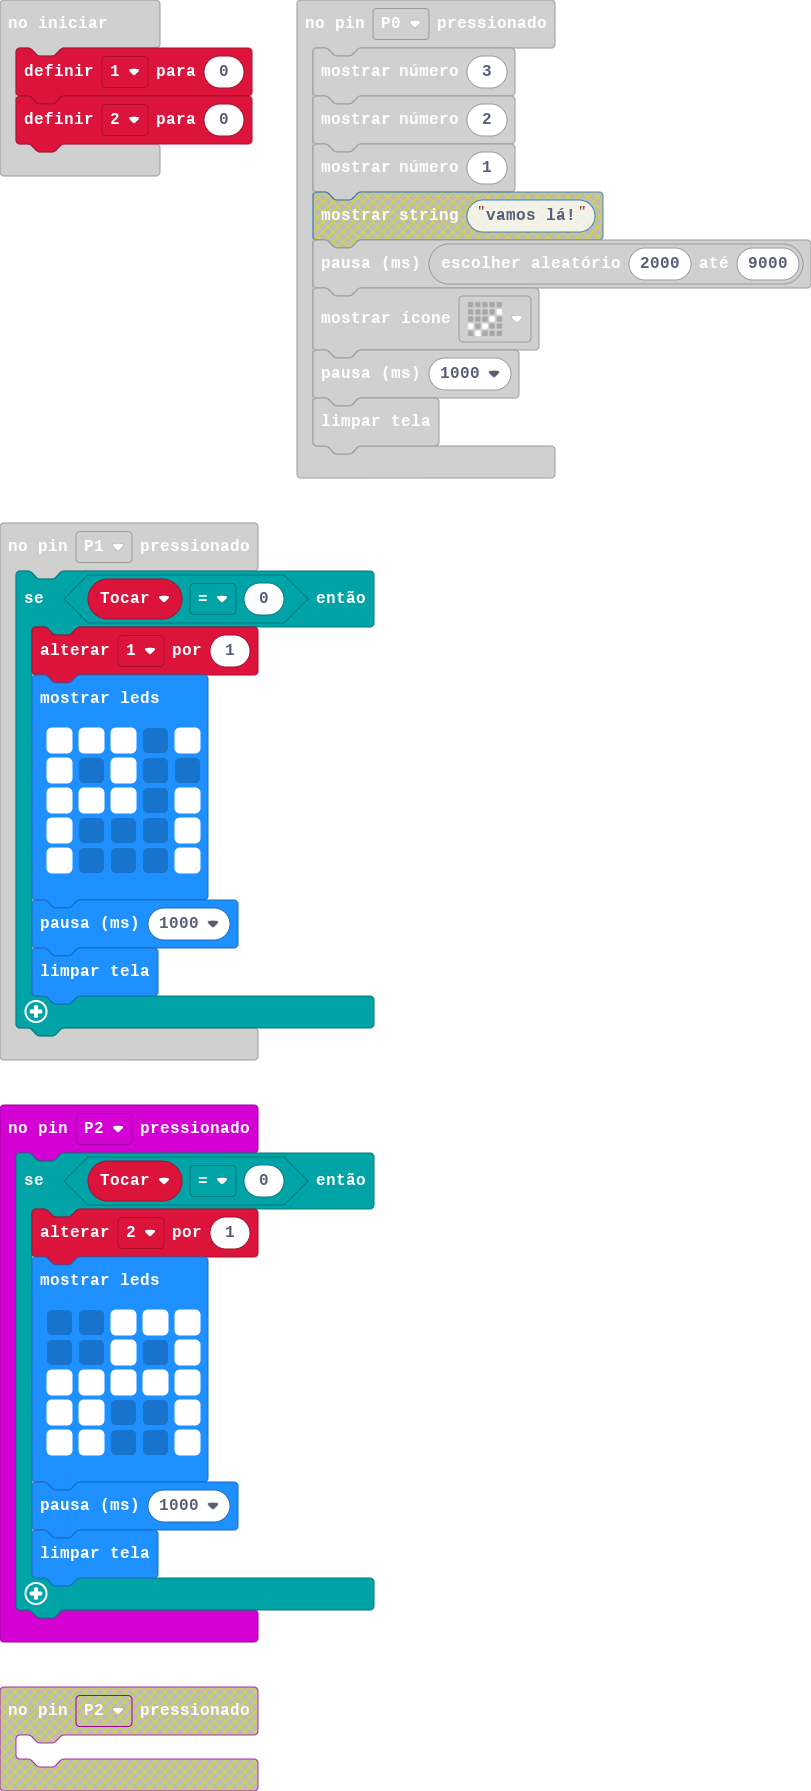 no iniciar
definir 1 para 0
definir 2 para 0
no pin P0 pressionado
mostrar número 3
mostrar número 2
mostrar número 1
mostrar string "vamos lá!"
pausa (ms) escolher aleatório 2000 até 9000
mostrar ícone
pausa (ms) 1000
limpar tela
no pin P1 pressionado
se Tocar = 0 então
alterar 1 por 1
mostrar leds
pausa (ms) 1000
limpar tela
no pin P2 pressionado
se Tocar = 0 então
alterar 2 por 1
mostrar leds
pausa (ms) 1000
limpar tela
no pin P2 pressionado